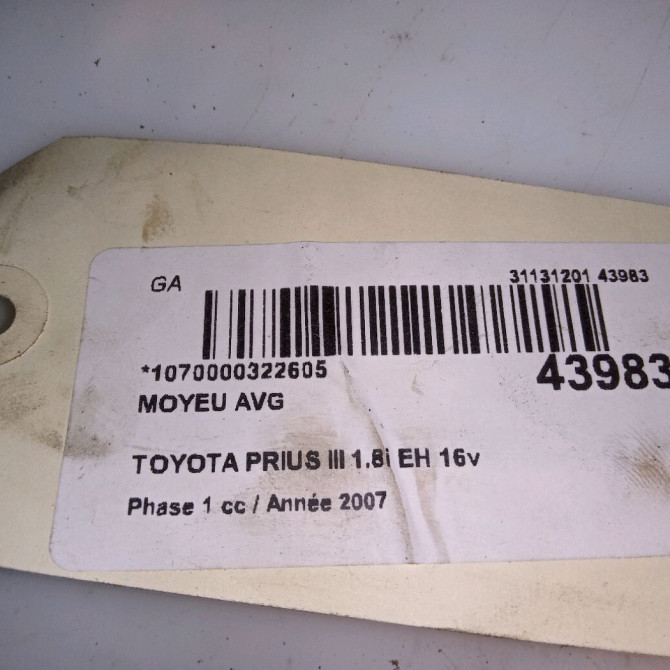 GA 31131201 43983
*1070000322605 43983
MOYEU AVG
TOYOTA PRIUS III 1.8i EH 16v
Phase 1 cc / Année 2007